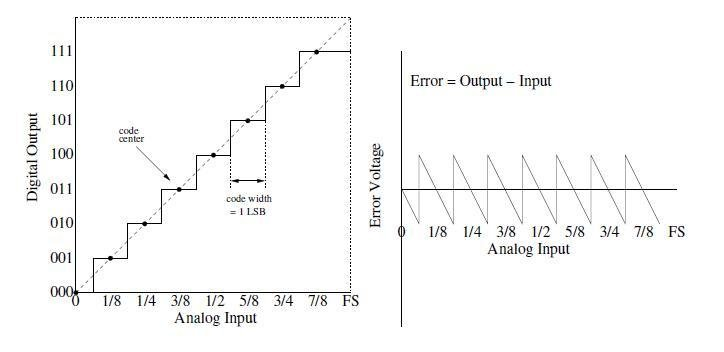 111
110
101
100
011
010
001
000
Digital Output
code
center
code width
= 1 LSB
0 1/8 1/4 3/8 1/2 5/8 3/4 7/8 FS
Analog Input
Error = Output – Input
Error Voltage
0 1/8 1/4 3/8 1/2 5/8 3/4 7/8 FS
Analog Input